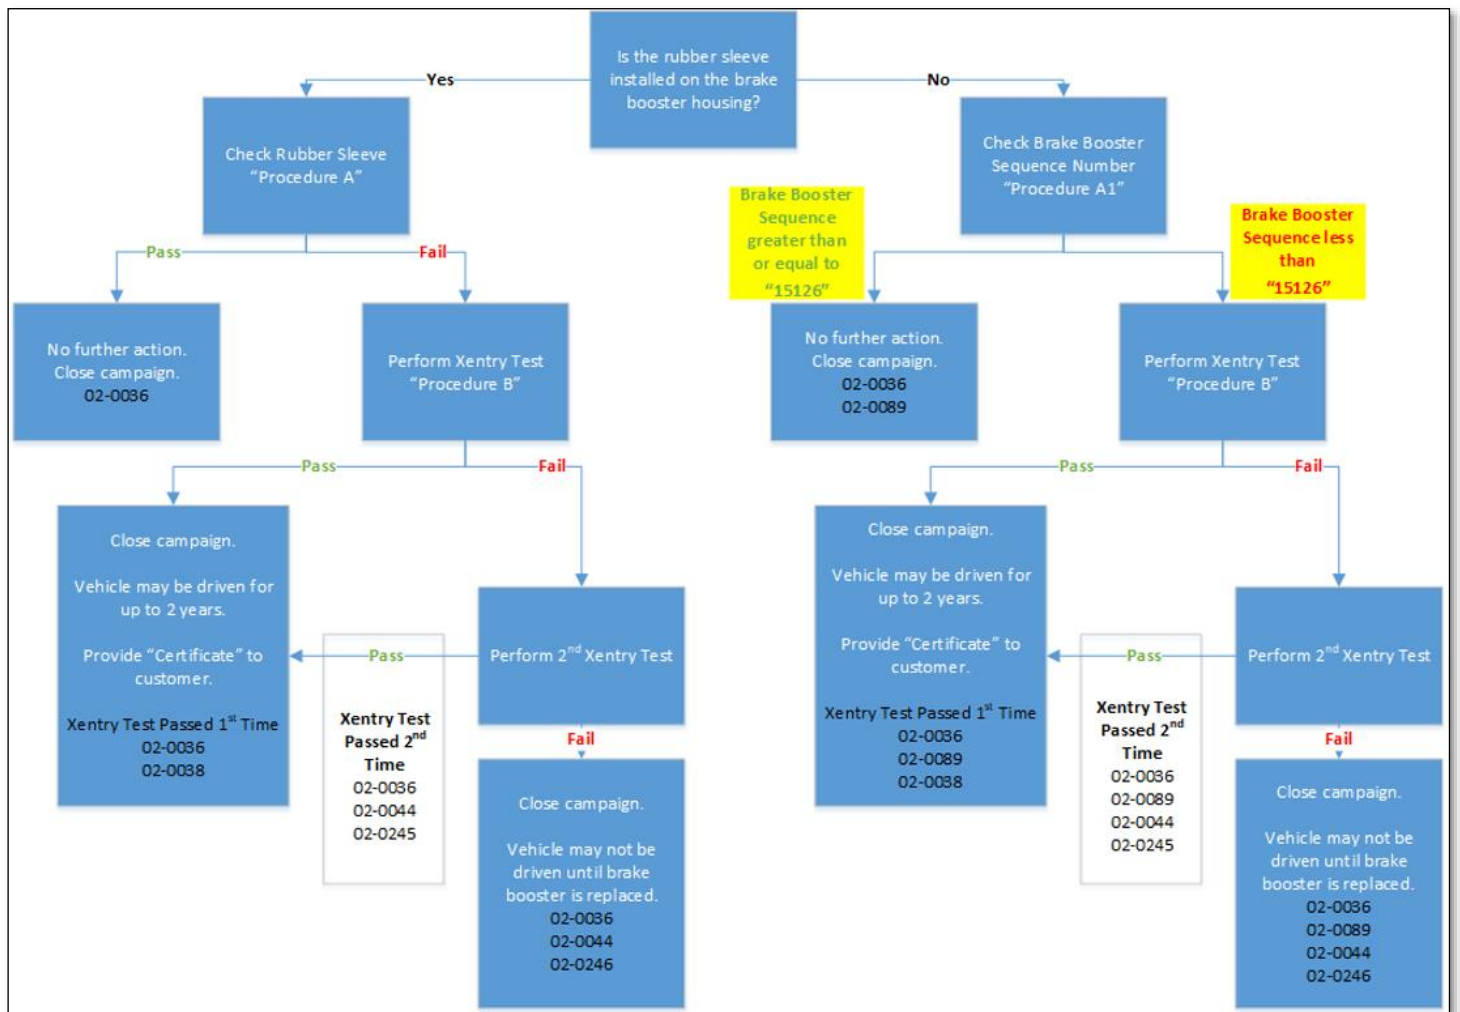 Is the rubber sleeve
installed on the brake
booster housing?
Yes
No
Check Rubber Sleeve
“Procedure A”
Check Brake Booster
Sequence Number
“Procedure A1”
Brake Booster
Sequence
greater than
or equal to
“15126”
Brake Booster
Sequence less
than
“15126”
Pass
Fail
No further action.
Close campaign.
02-0036
Perform Xentry Test
“Procedure B”
No further action.
Close campaign.
02-0036
02-0089
Perform Xentry Test
“Procedure B”
Pass
Fail
Pass
Fail
Close campaign.
Vehicle may be driven for
up to 2 years.
Provide “Certificate” to
customer.
Xentry Test Passed 1st Time
02-0036
02-0038
Pass
Xentry Test
Passed 2nd
Time
02-0036
02-0044
02-0245
Perform 2nd Xentry Test
Fail
Close campaign.
Vehicle may not be
driven until brake
booster is replaced.
02-0036
02-0044
02-0246
Close campaign.
Vehicle may be driven for
up to 2 years.
Provide “Certificate” to
customer.
Xentry Test Passed 1st Time
02-0036
02-0089
02-0038
Pass
Xentry Test
Passed 2nd
Time
02-0036
02-0089
02-0044
02-0245
Perform 2nd Xentry Test
Fail
Close campaign.
Vehicle may not be
driven until brake
booster is replaced.
02-0036
02-0089
02-0044
02-0246